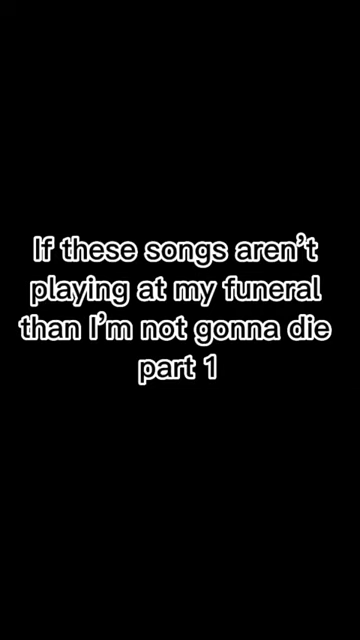 If these songs aren’t
playing at my funeral
than I’m not gonna die
part 1